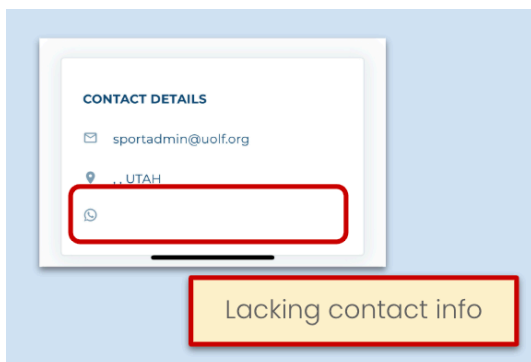 CONTACT DETAILS
sportadmin@uolf.org
, , UTAH
Lacking contact info